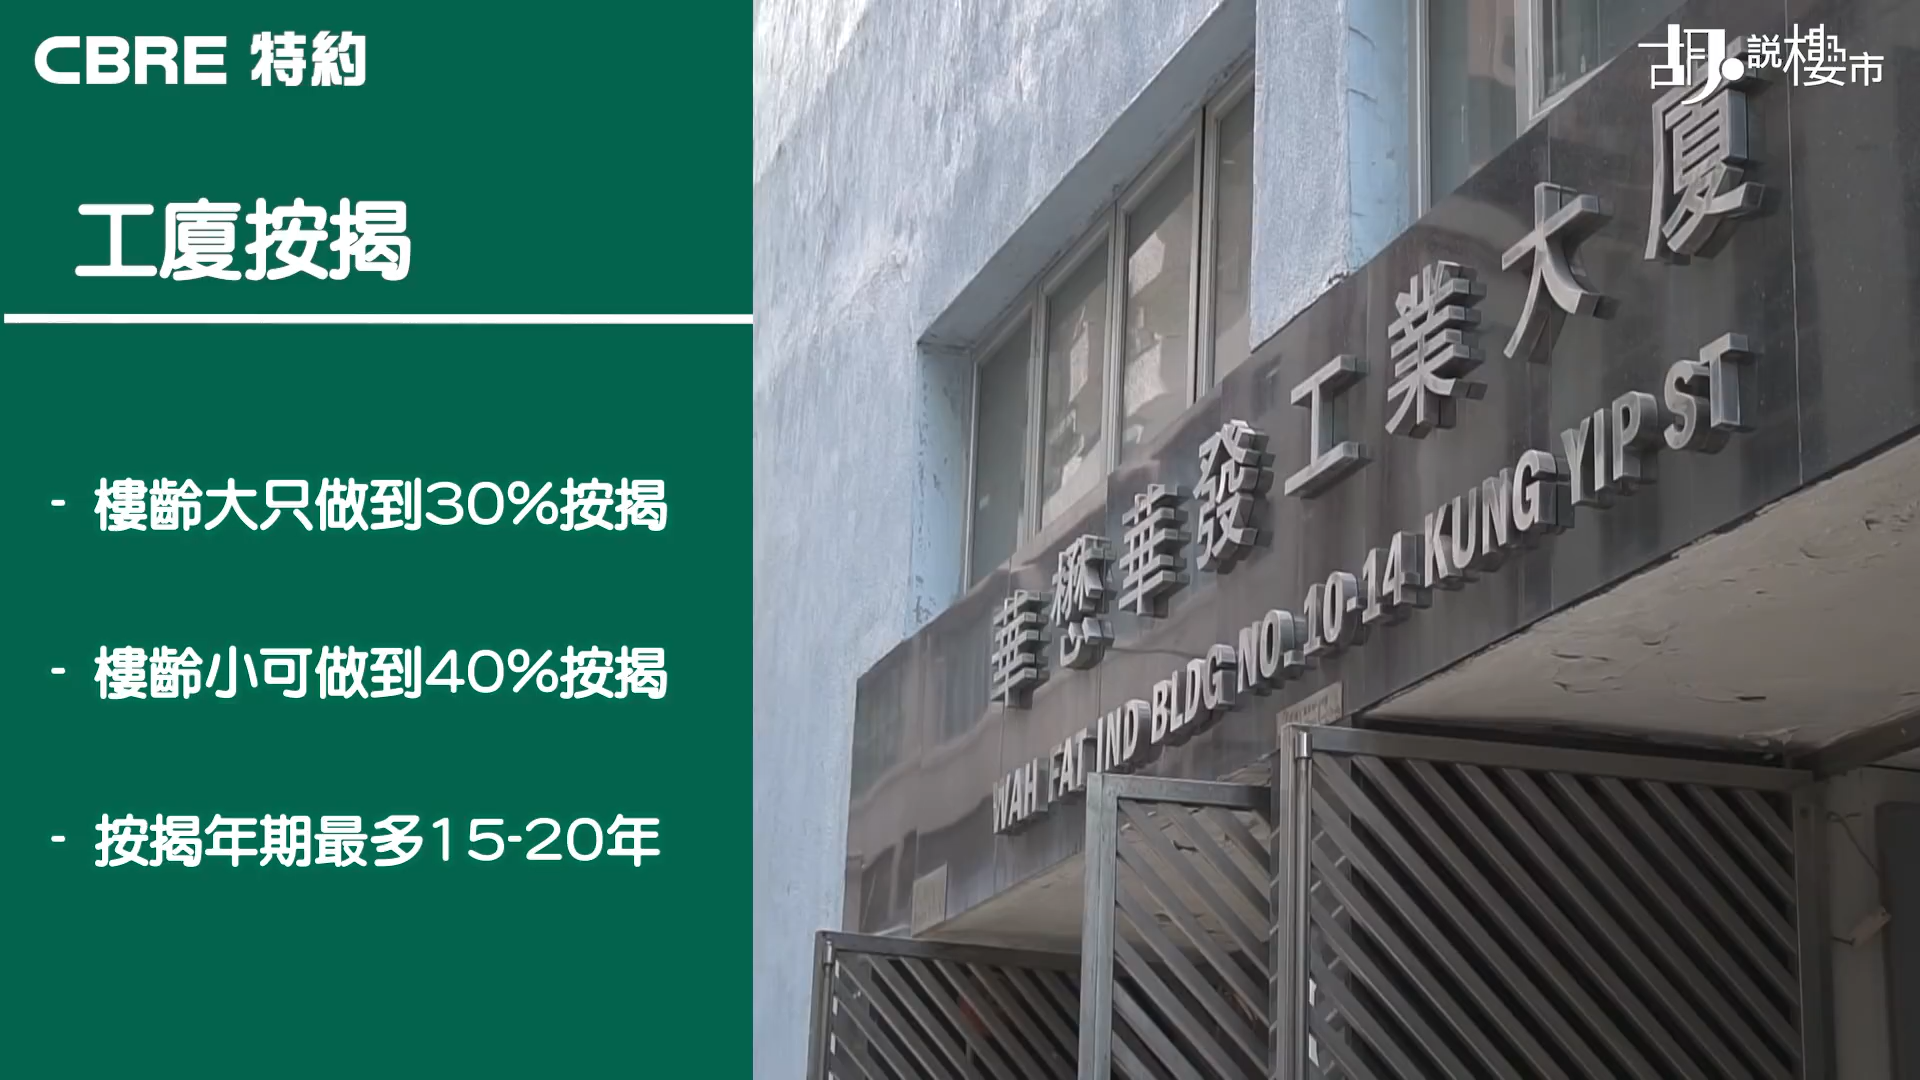 CBRE 特約
工廈按揭
- 樓齡大只做到30%按揭
- 樓齡小可做到40%按揭
- 按揭年期最多15-20年
胡.說樓市
華懋華發工業大廈
WAH FAT IND BLDG NO. 10-14 KUNG YIP ST